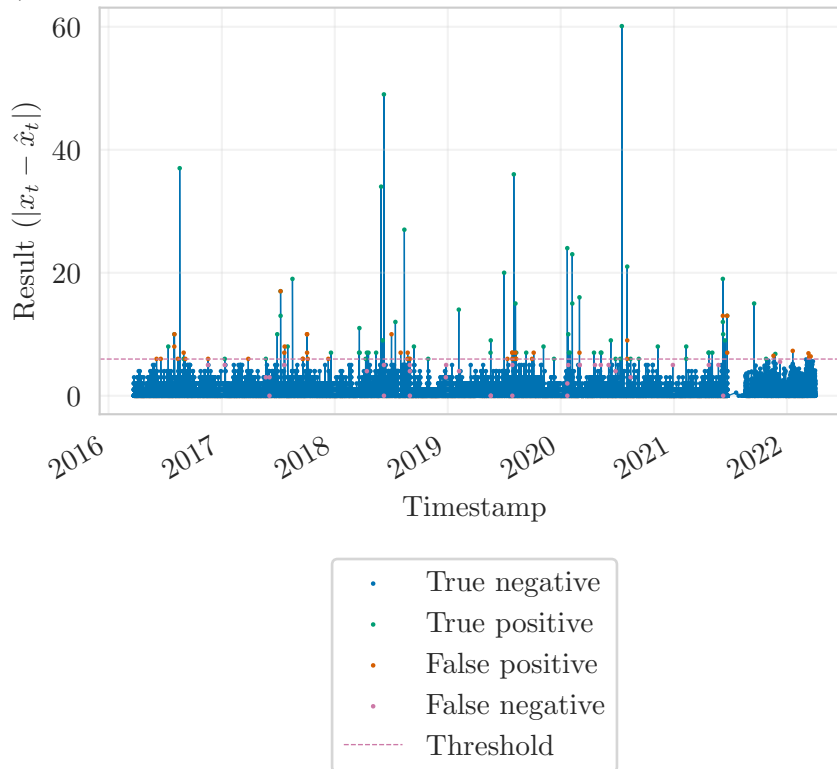 60
40
20
0
Result (|x_t − x̂_t|)
2016
2017
2018
2019
2020
2021
2022
Timestamp
True negative
True positive
False positive
False negative
Threshold